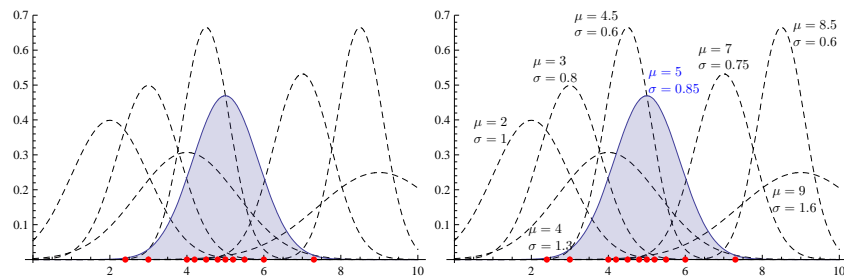 0.7
0.6
0.5
0.4
0.3
0.2
0.1
2
4
6
8
10
0.7
0.6
0.5
0.4
0.3
0.2
0.1
2
4
6
8
10
μ = 4.5
σ = 0.6
μ = 8.5
σ = 0.6
μ = 7
σ = 0.75
μ = 3
σ = 0.8
μ = 5
σ = 0.85
μ = 2
σ = 1
μ = 9
σ = 1.6
μ = 4
σ = 1.3